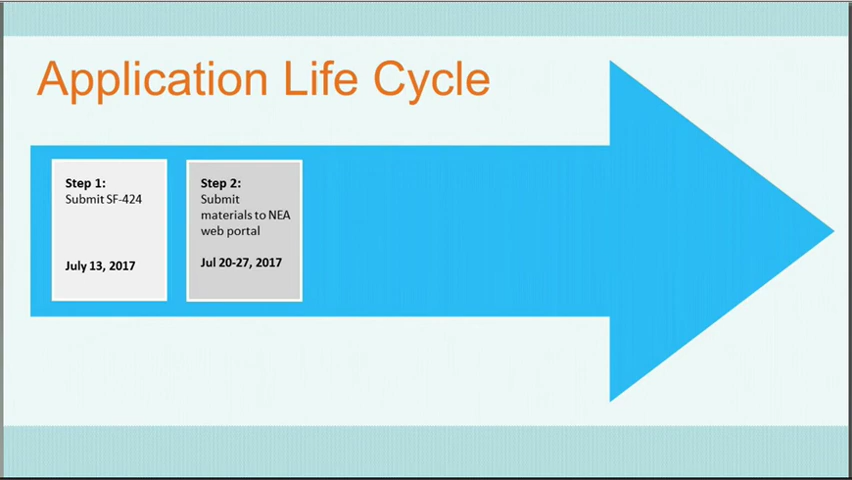 Application Life Cycle
Step 1:
Submit SF-424
July 13, 2017
Step 2:
Submit
materials to NEA
web portal
Jul 20-27, 2017